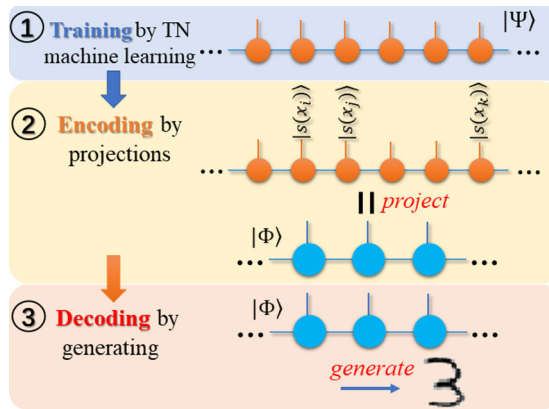 ① Training by TN
machine learning
... ... |Ψ⟩
② Encoding by
projections
|s(xᵢ)⟩ |s(xⱼ)⟩ |s(xₖ)⟩
... ...
project
|Φ⟩
... ...
③ Decoding by
generating
|Φ⟩
... ...
generate
3